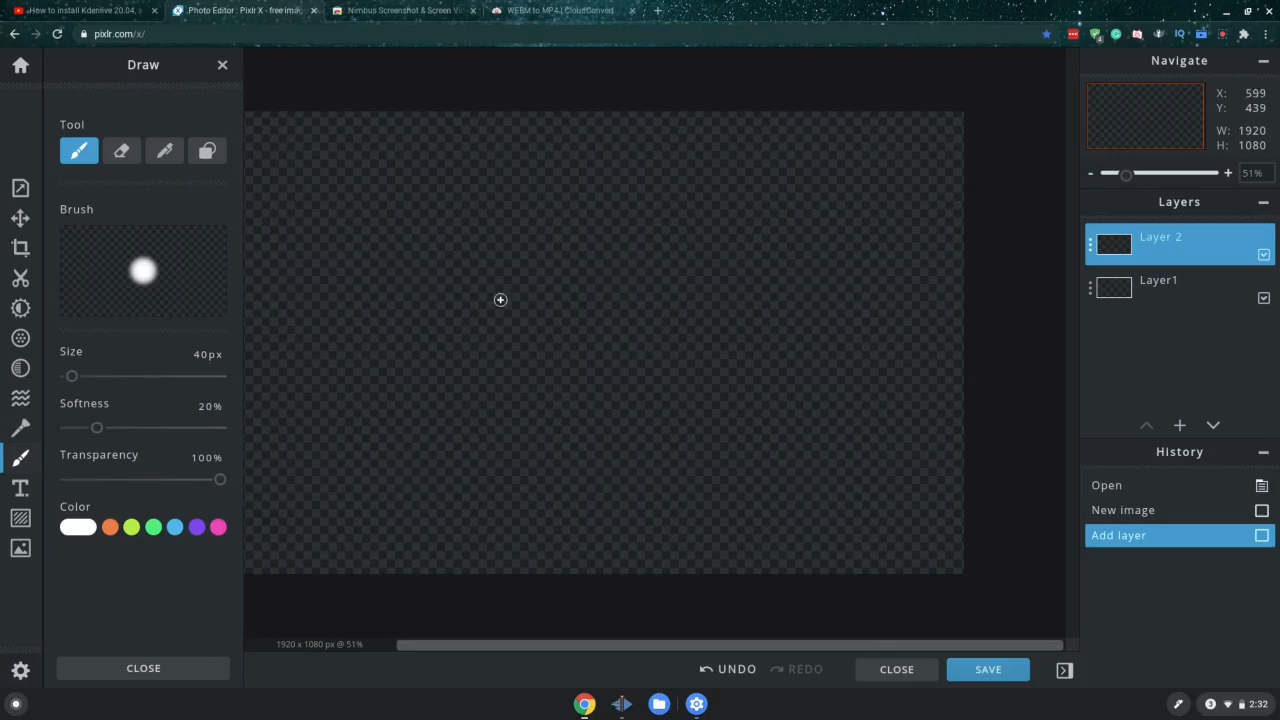 How to install Kdenlive 20.04,
Photo Editor : Pixlr X - free imag
Nimbus Screenshot & Screen Vi
WEBM to MP4 | CloudConvert
pixlr.com/x/
IQ
Draw
Tool
Brush
Size 40px
Softness 20%
Transparency 100%
Color
CLOSE
1920 x 1080 px @ 51%
UNDO REDO CLOSE SAVE
Navigate
X: 599
Y: 439
W: 1920
H: 1080
- + 51%
Layers
Layer 2
Layer1
History
Open
New image
Add layer
2:32